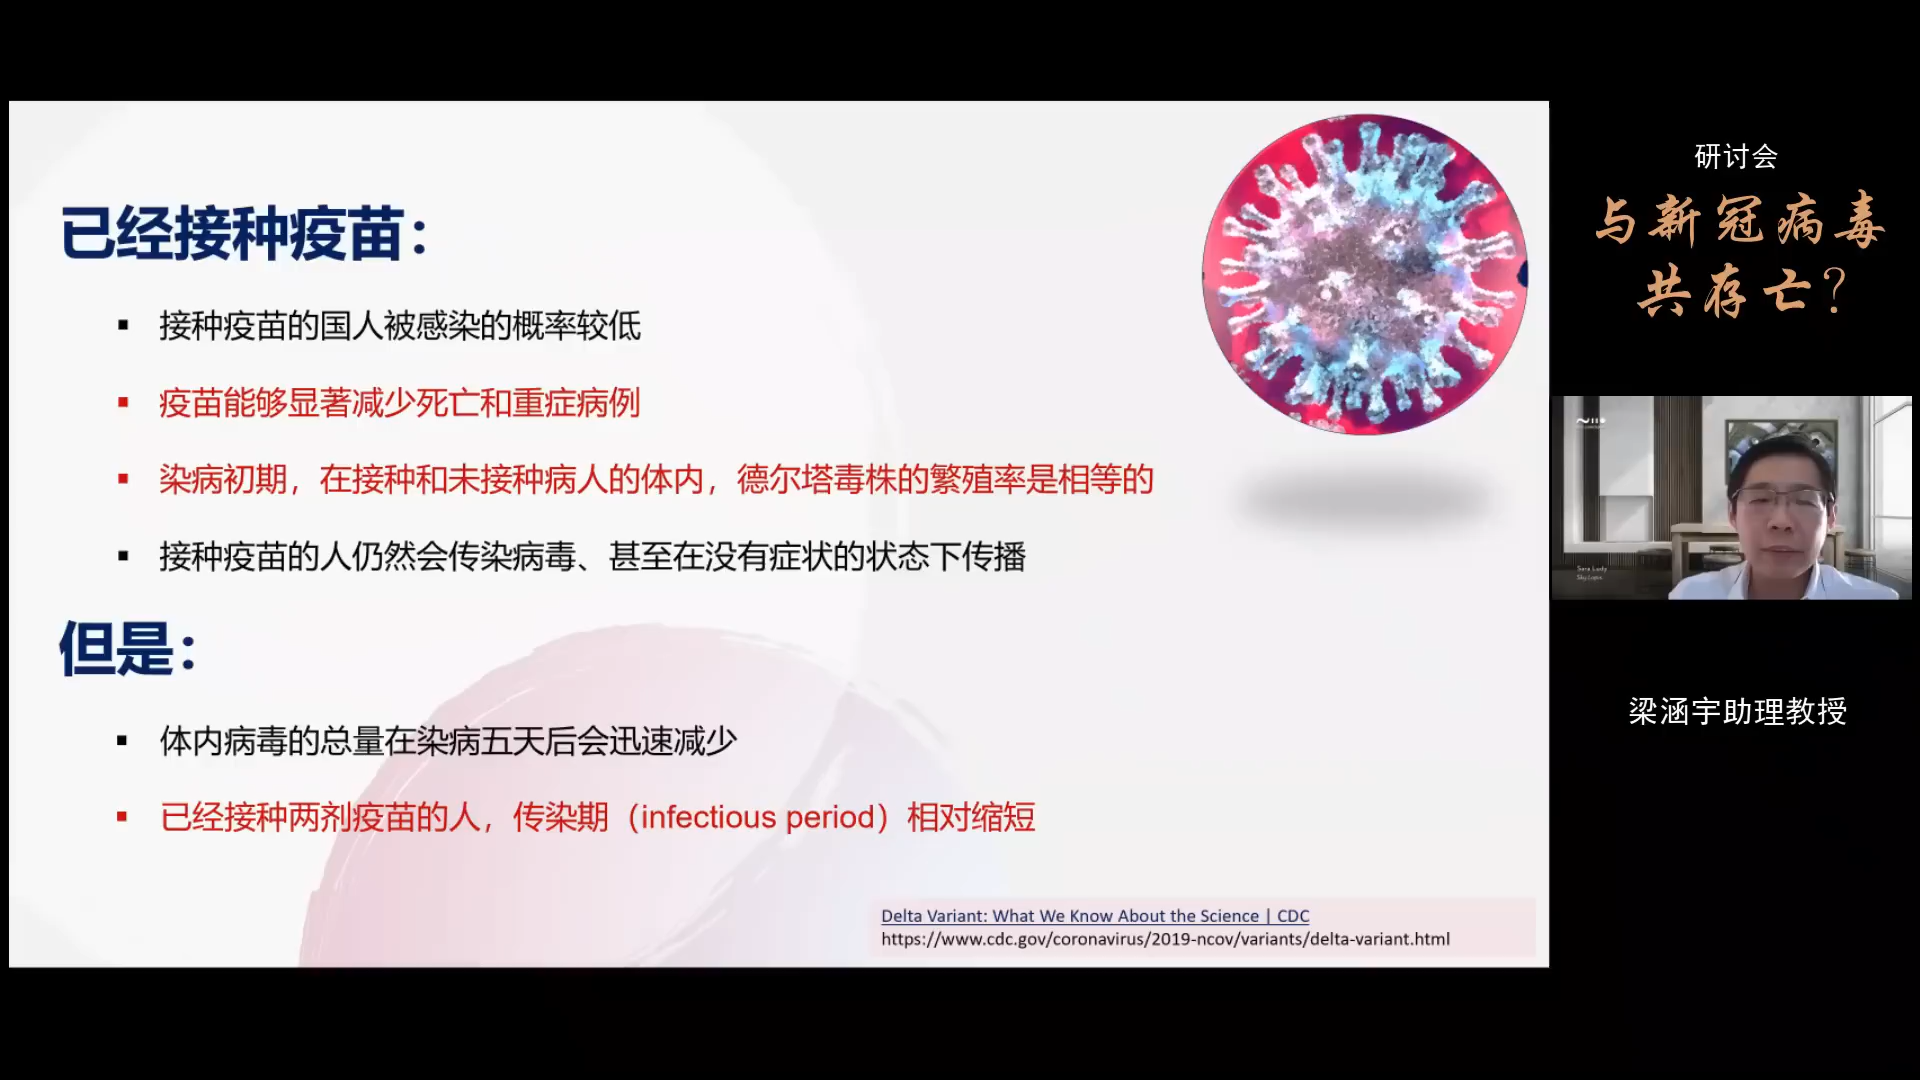 已经接种疫苗：
▪ 接种疫苗的国人被感染的概率较低
▪ 疫苗能够显著减少死亡和重症病例
▪ 染病初期，在接种和未接种病人的体内，德尔塔毒株的繁殖率是相等的
▪ 接种疫苗的人仍然会传染病毒、甚至在没有症状的状态下传播
但是：
▪ 体内病毒的总量在染病五天后会迅速减少
▪ 已经接种两剂疫苗的人，传染期（infectious period）相对缩短
Delta Variant: What We Know About the Science | CDC
https://www.cdc.gov/coronavirus/2019-ncov/variants/delta-variant.html
研讨会
与新冠病毒
共存亡？
梁涵宇助理教授